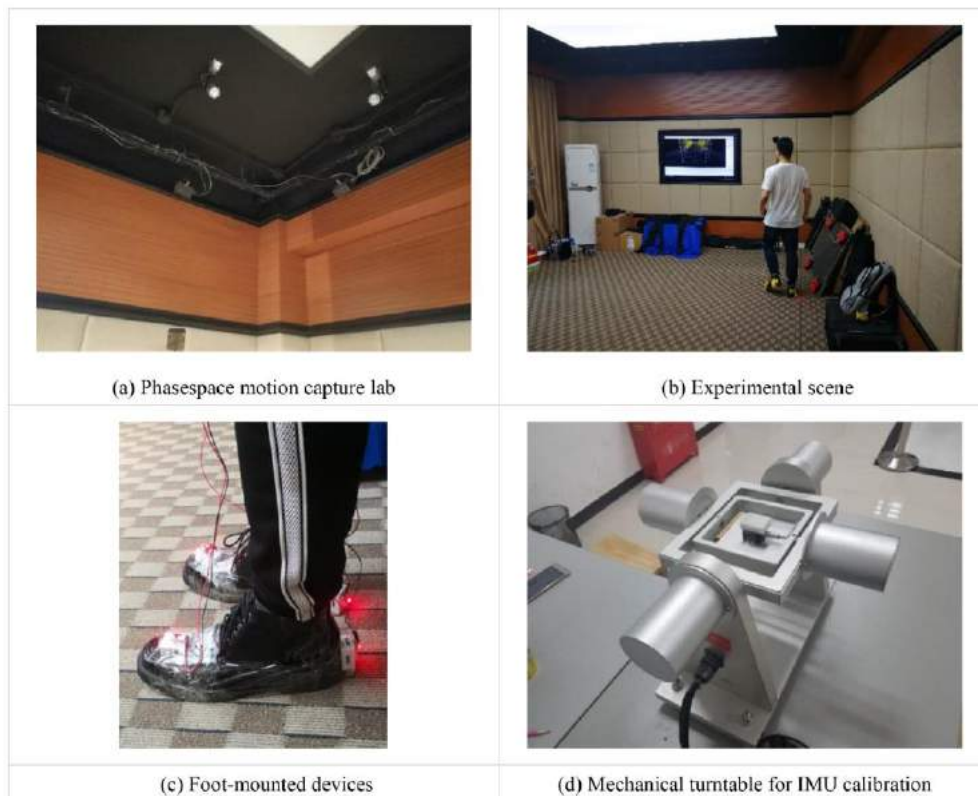 (a) Phasespace motion capture lab
(b) Experimental scene
(c) Foot-mounted devices
(d) Mechanical turntable for IMU calibration